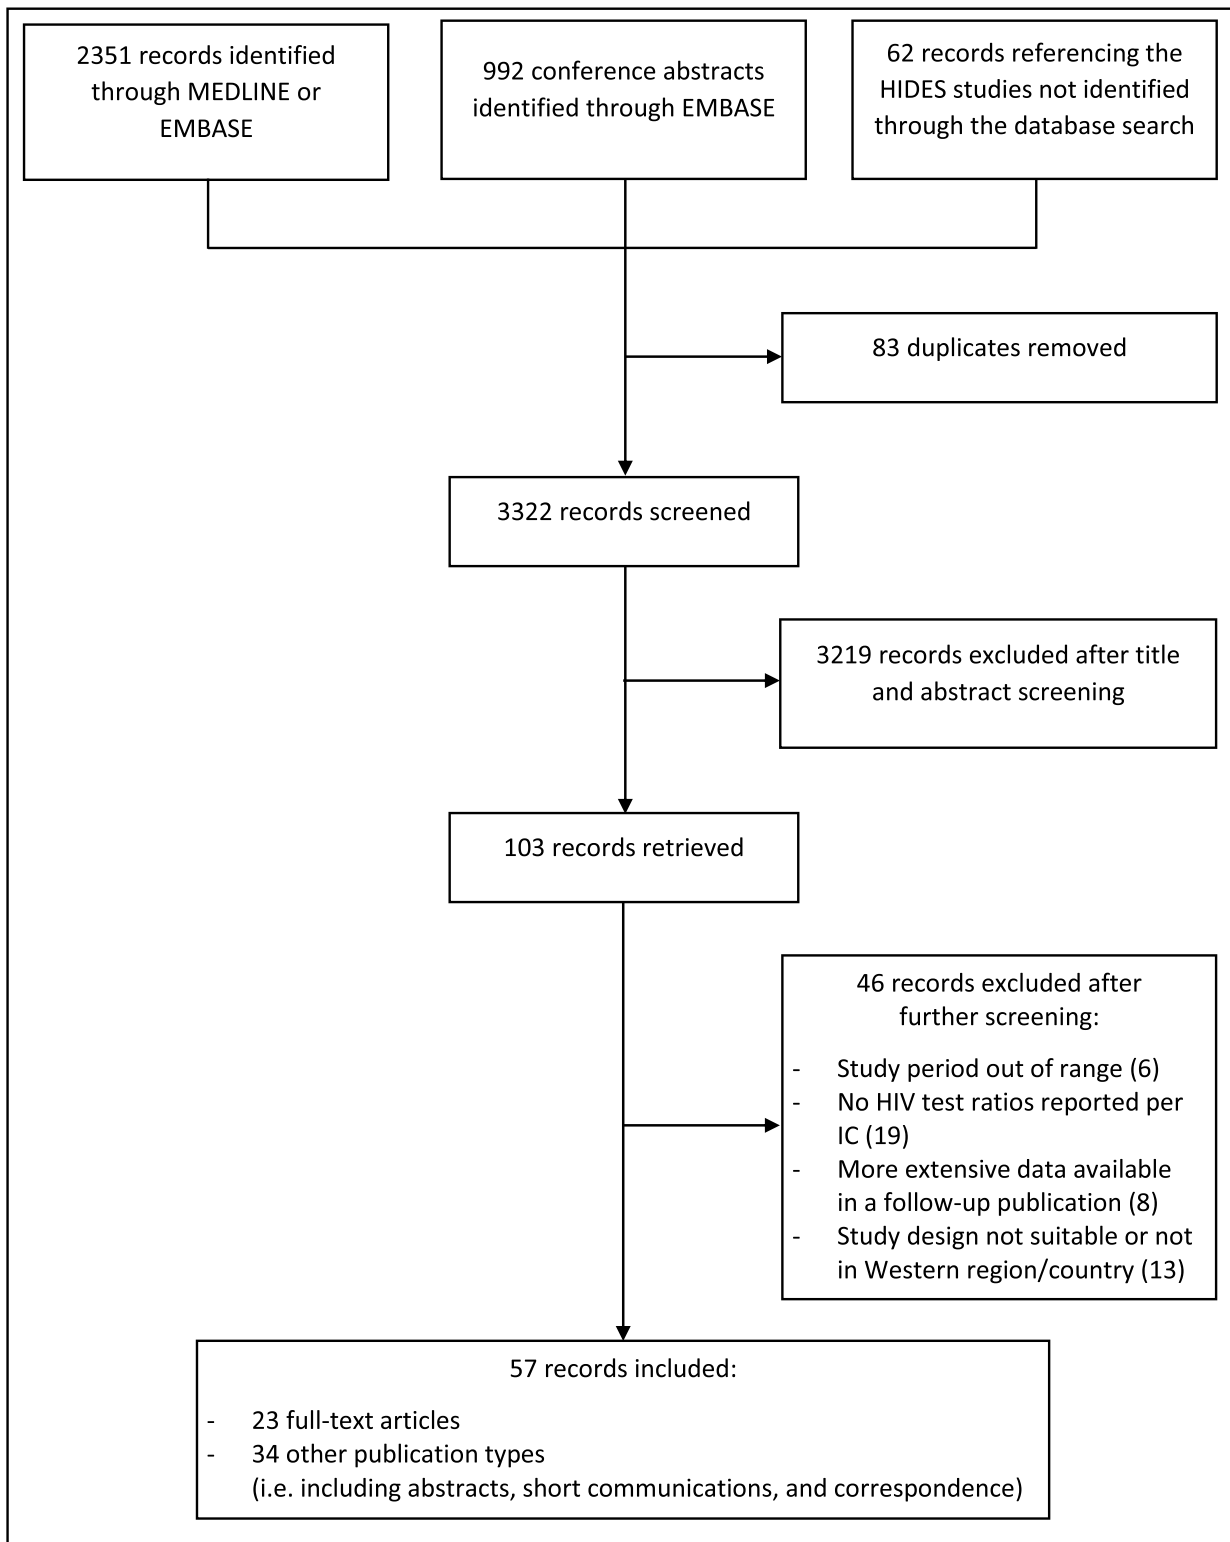 2351 records identified
through MEDLINE or
EMBASE
992 conference abstracts
identified through EMBASE
62 records referencing the
HIDES studies not identified
through the database search
83 duplicates removed
3322 records screened
3219 records excluded after title
and abstract screening
103 records retrieved
46 records excluded after
further screening:
- Study period out of range (6)
- No HIV test ratios reported per
IC (19)
- More extensive data available
in a follow-up publication (8)
- Study design not suitable or not
in Western region/country (13)
57 records included:
- 23 full-text articles
- 34 other publication types
(i.e. including abstracts, short communications, and correspondence)